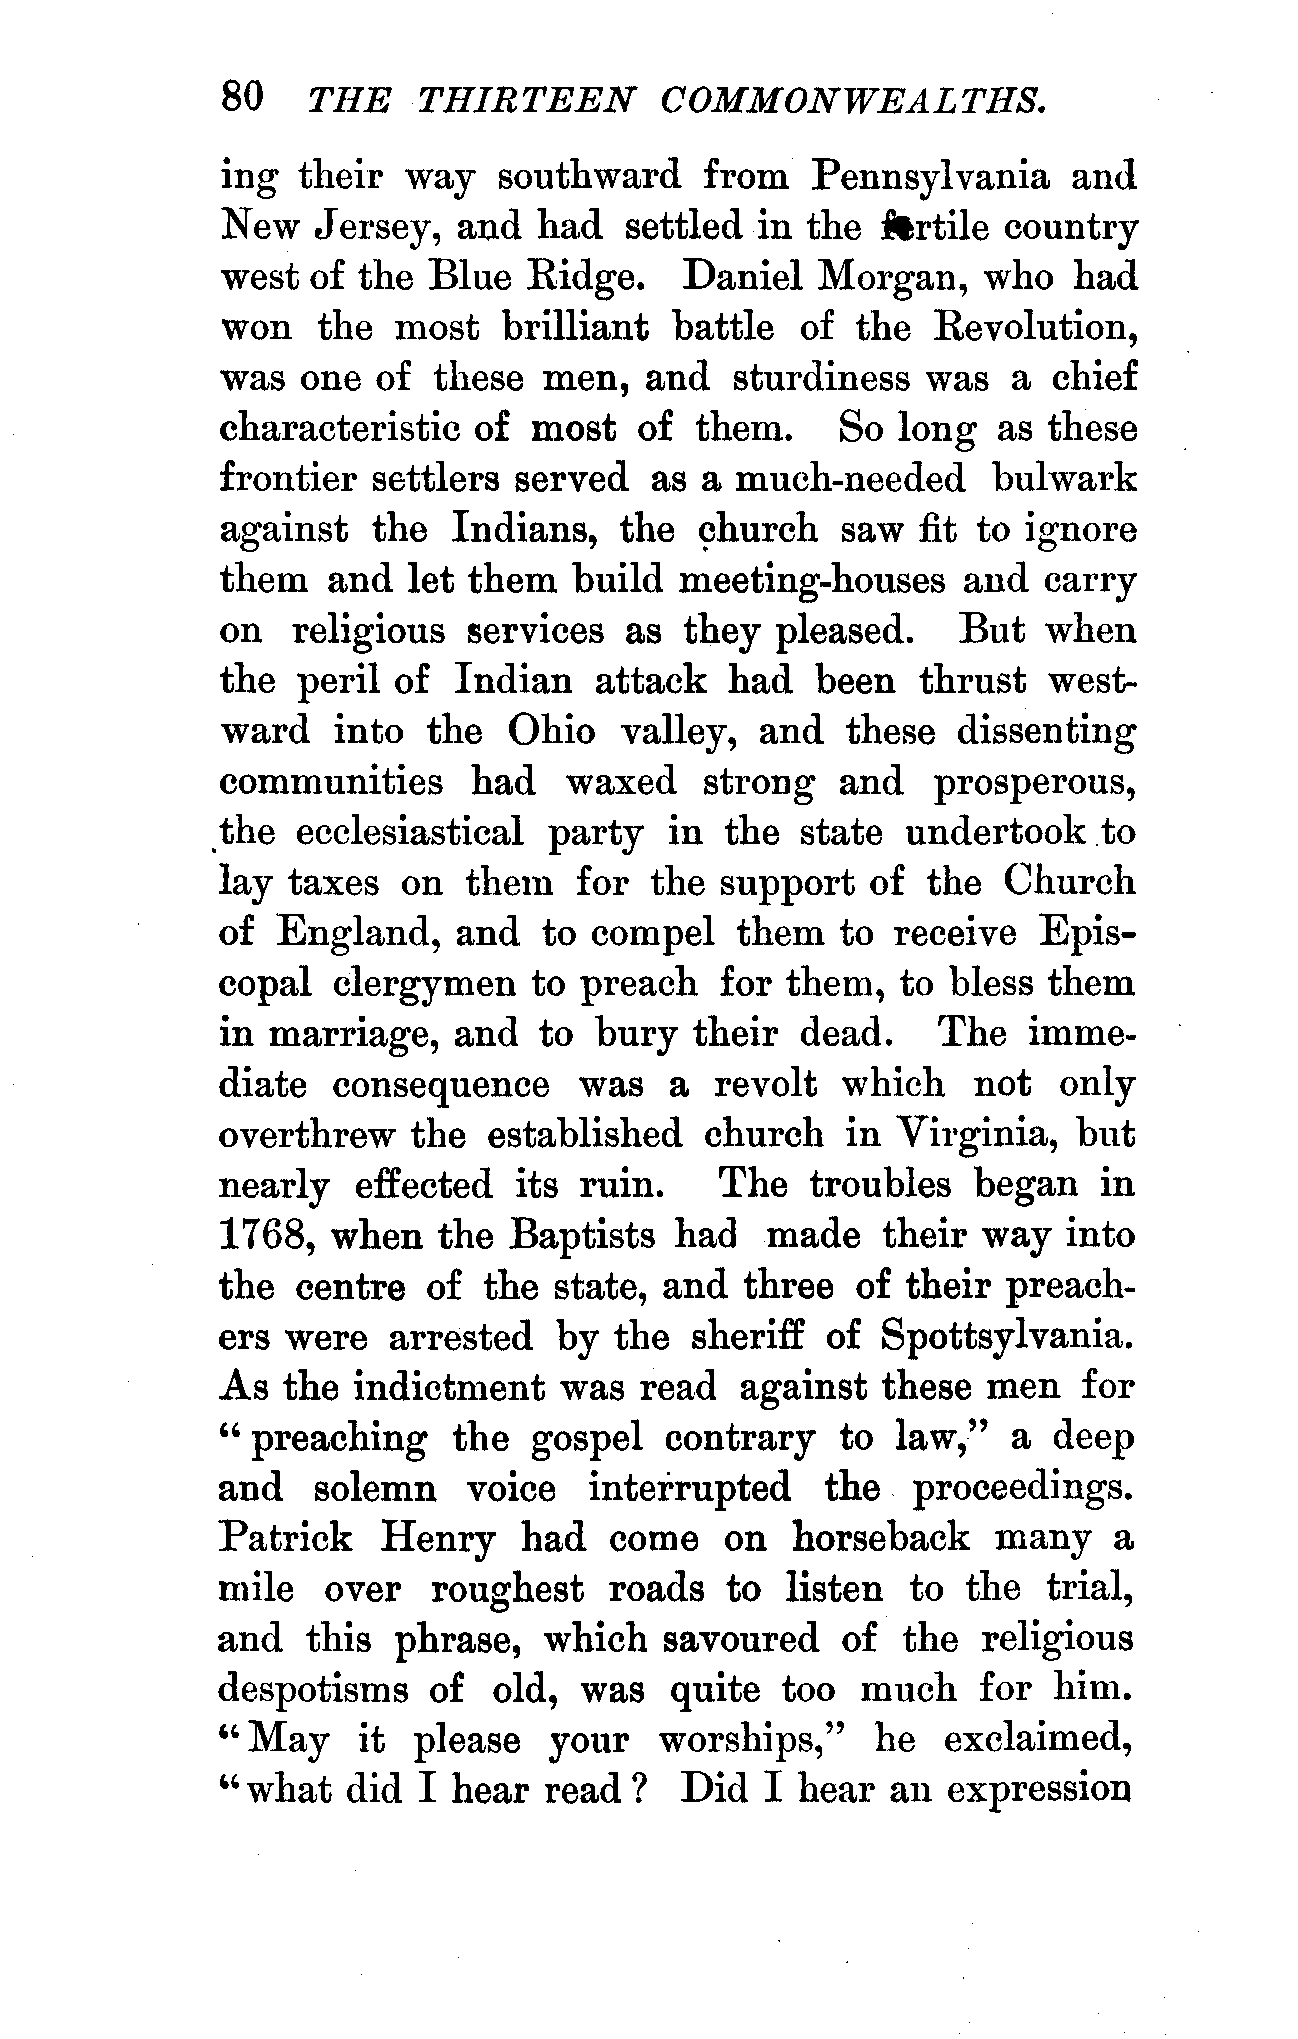 80 THE THIRTEEN COMMONWEALTHS.
ing their way southward from Pennsylvania and
New Jersey, and had settled in the fertile country
west of the Blue Ridge. Daniel Morgan, who had
won the most brilliant battle of the Revolution,
was one of these men, and sturdiness was a chief
characteristic of most of them. So long as these
frontier settlers served as a much-needed bulwark
against the Indians, the church saw fit to ignore
them and let them build meeting-houses and carry
on religious services as they pleased. But when
the peril of Indian attack had been thrust west-
ward into the Ohio valley, and these dissenting
communities had waxed strong and prosperous,
the ecclesiastical party in the state undertook to
lay taxes on them for the support of the Church
of England, and to compel them to receive Epis-
copal clergymen to preach for them, to bless them
in marriage, and to bury their dead. The imme-
diate consequence was a revolt which not only
overthrew the established church in Virginia, but
nearly effected its ruin. The troubles began in
1768, when the Baptists had made their way into
the centre of the state, and three of their preach-
ers were arrested by the sheriff of Spottsylvania.
As the indictment was read against these men for
“ preaching the gospel contrary to law,” a deep
and solemn voice interrupted the proceedings.
Patrick Henry had come on horseback many a
mile over roughest roads to listen to the trial,
and this phrase, which savoured of the religious
despotisms of old, was quite too much for him.
“ May it please your worships,” he exclaimed,
“ what did I hear read ? Did I hear an expression